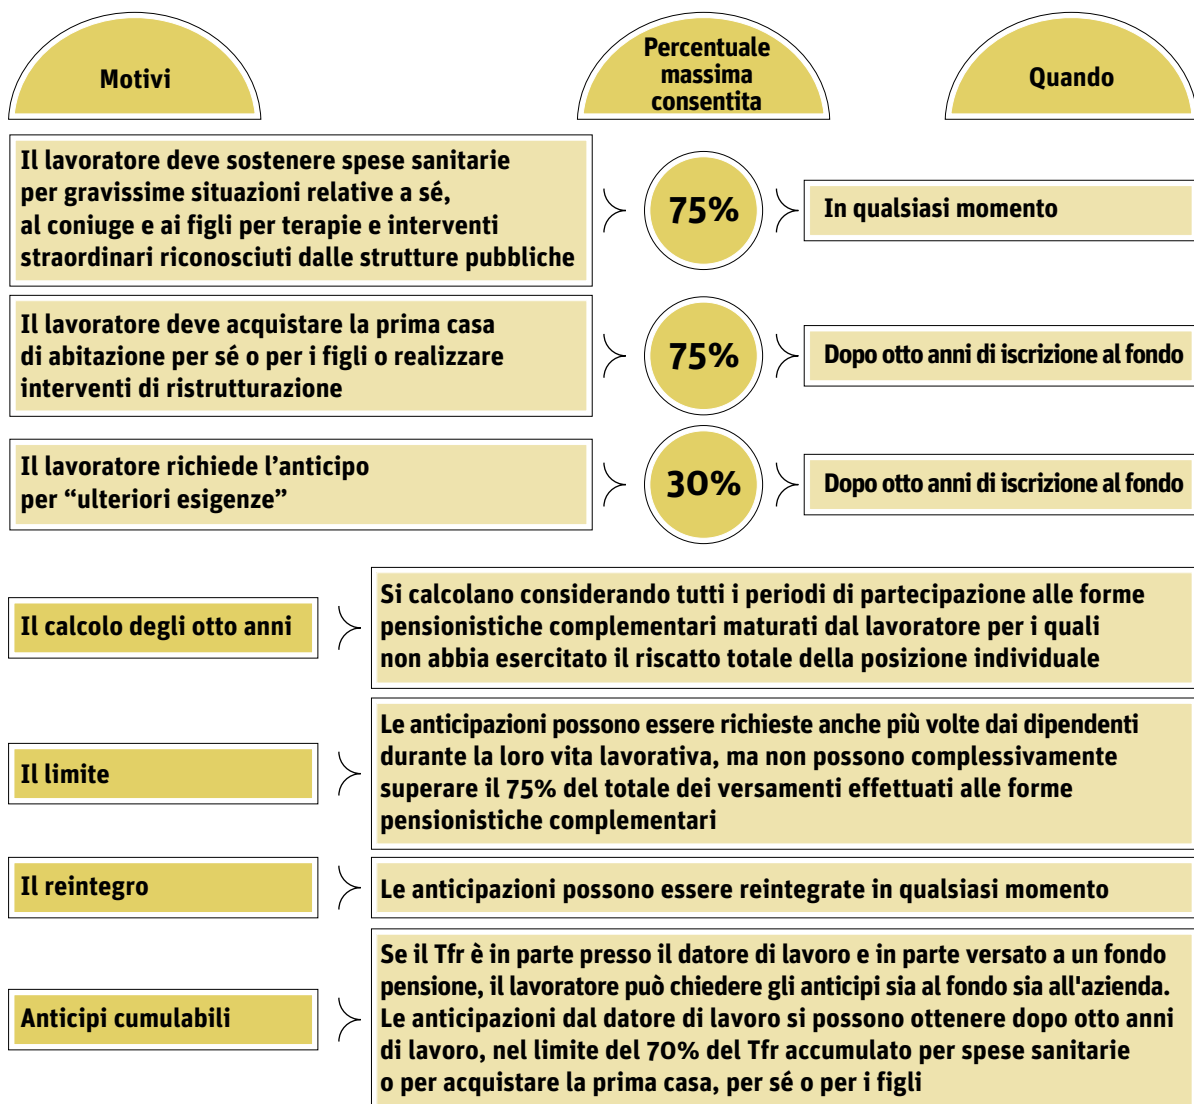 Motivi
Percentuale
massima
consentita
Quando
Il lavoratore deve sostenere spese sanitarie
per gravissime situazioni relative a sé,
al coniuge e ai figli per terapie e interventi
straordinari riconosciuti dalle strutture pubbliche
75%
In qualsiasi momento
Il lavoratore deve acquistare la prima casa
di abitazione per sé o per i figli o realizzare
interventi di ristrutturazione
75%
Dopo otto anni di iscrizione al fondo
Il lavoratore richiede l’anticipo
per “ulteriori esigenze”
30%
Dopo otto anni di iscrizione al fondo
Il calcolo degli otto anni
Si calcolano considerando tutti i periodi di partecipazione alle forme
pensionistiche complementari maturati dal lavoratore per i quali
non abbia esercitato il riscatto totale della posizione individuale
Il limite
Le anticipazioni possono essere richieste anche più volte dai dipendenti
durante la loro vita lavorativa, ma non possono complessivamente
superare il 75% del totale dei versamenti effettuati alle forme
pensionistiche complementari
Il reintegro
Le anticipazioni possono essere reintegrate in qualsiasi momento
Anticipi cumulabili
Se il Tfr è in parte presso il datore di lavoro e in parte versato a un fondo
pensione, il lavoratore può chiedere gli anticipi sia al fondo sia all'azienda.
Le anticipazioni dal datore di lavoro si possono ottenere dopo otto anni
di lavoro, nel limite del 70% del Tfr accumulato per spese sanitarie
o per acquistare la prima casa, per sé o per i figli